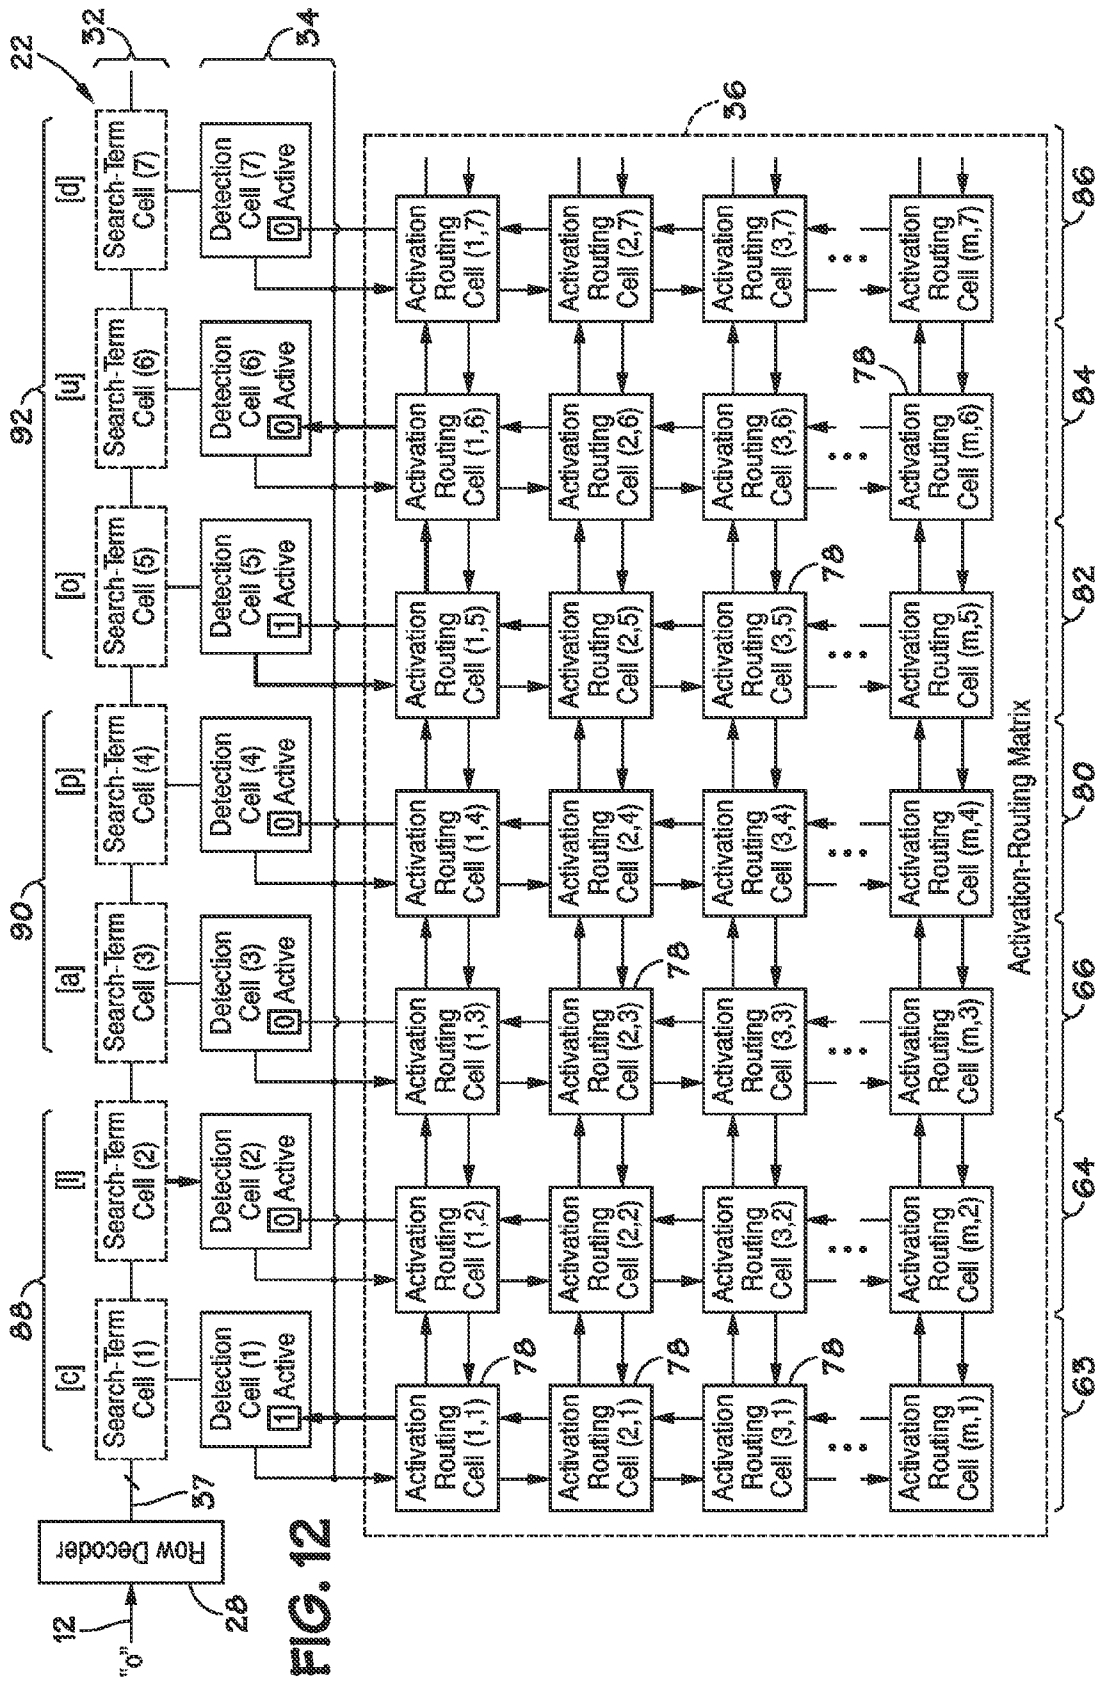 88
90
92
22
[c]
[l]
[a]
[p]
[o]
[u]
[d]
32
12
"o"
Row Decoder
28
37
Search-Term
Cell (1)
Search-Term
Cell (2)
Search-Term
Cell (3)
Search-Term
Cell (4)
Search-Term
Cell (5)
Search-Term
Cell (6)
Search-Term
Cell (7)
Detection
Cell (1)
1 Active
Detection
Cell (2)
0 Active
Detection
Cell (3)
0 Active
Detection
Cell (4)
0 Active
Detection
Cell (5)
1 Active
Detection
Cell (6)
0 Active
Detection
Cell (7)
0 Active
34
FIG. 12
Activation
Routing
Cell (1,1)
78
Activation
Routing
Cell (1,2)
Activation
Routing
Cell (1,3)
Activation
Routing
Cell (1,4)
Activation
Routing
Cell (1,5)
Activation
Routing
Cell (1,6)
Activation
Routing
Cell (1,7)
Activation
Routing
Cell (2,1)
78
Activation
Routing
Cell (2,2)
Activation
Routing
Cell (2,3)
78
Activation
Routing
Cell (2,4)
Activation
Routing
Cell (2,5)
Activation
Routing
Cell (2,6)
Activation
Routing
Cell (2,7)
36
Activation
Routing
Cell (3,1)
78
Activation
Routing
Cell (3,2)
Activation
Routing
Cell (3,3)
Activation
Routing
Cell (3,4)
Activation
Routing
Cell (3,5)
78
Activation
Routing
Cell (3,6)
Activation
Routing
Cell (3,7)
Activation
Routing
Cell (m,1)
Activation
Routing
Cell (m,2)
Activation
Routing
Cell (m,3)
Activation
Routing
Cell (m,4)
Activation
Routing
Cell (m,5)
Activation
Routing
Cell (m,6)
78
Activation
Routing
Cell (m,7)
Activation-Routing Matrix
63
64
66
80
82
84
86